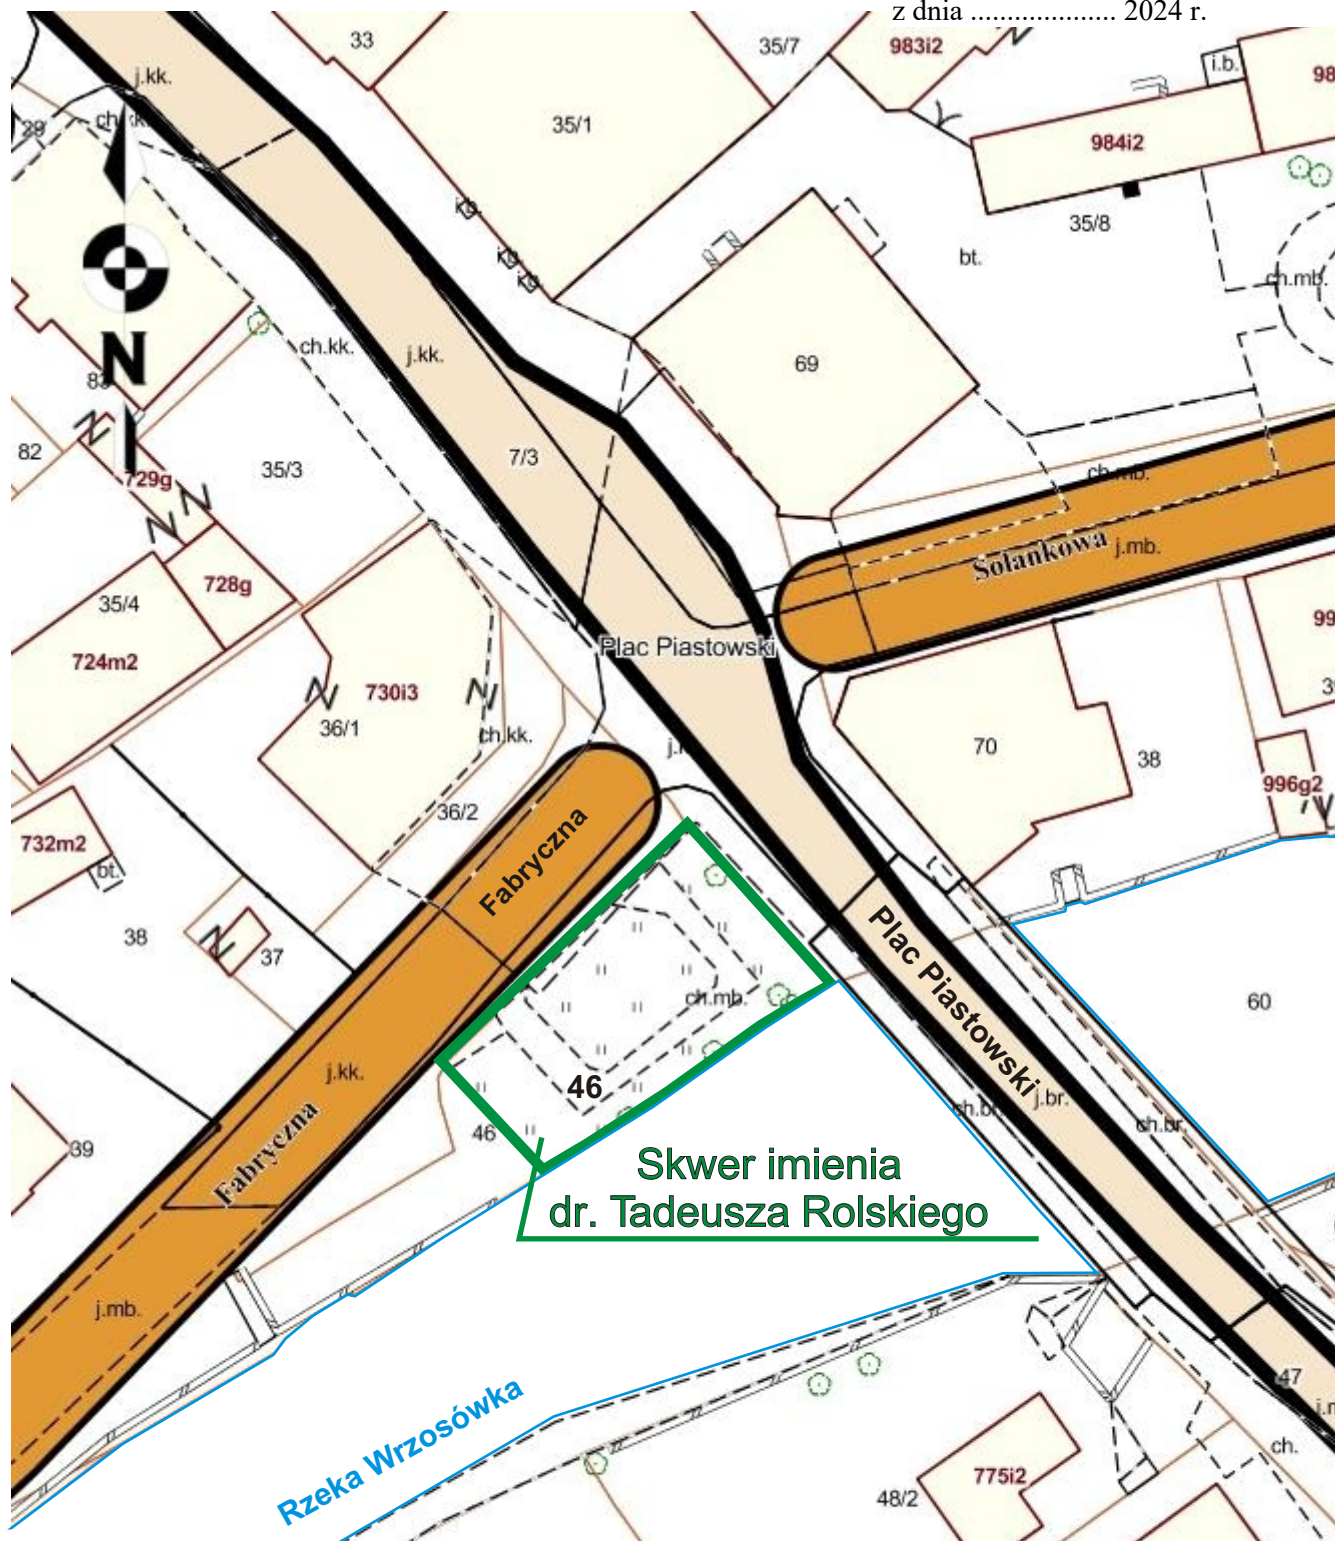 z dnia .................... 2024 r.
33
35/7
983i2
i.b.
98
j.kk.
35/1
984i2
29
35/8
bt.
ch.mb.
ch.kk.
j.kk.
69
N
82
35/3
7/3
729g
ch.mb.
Solankowa
j.mb.
728g
35/4
724m2
Plac Piastowski
99
730i3
36/1
ch.kk.
70
38
996g2
36/2
Fabryczna
732m2
bt.
38
37
Plac Piastowski
ch.mb.
60
j.kk.
46
j.br.
ch.br.
ch.br.
39
46
Fabryczna
Skwer imienia
dr. Tadeusza Rolskiego
j.mb.
Rzeka Wrzosówka
47
ch.
775i2
48/2